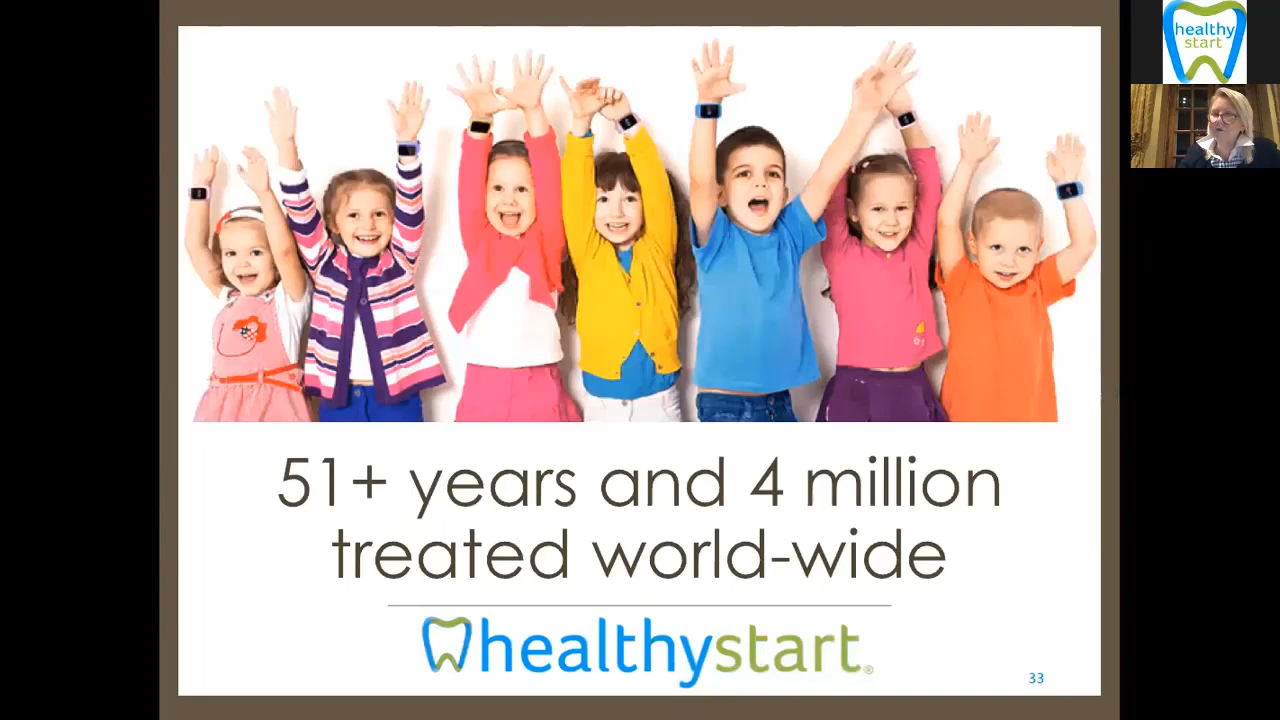 healthy
start
51+ years and 4 million
treated world-wide
healthystart®
33